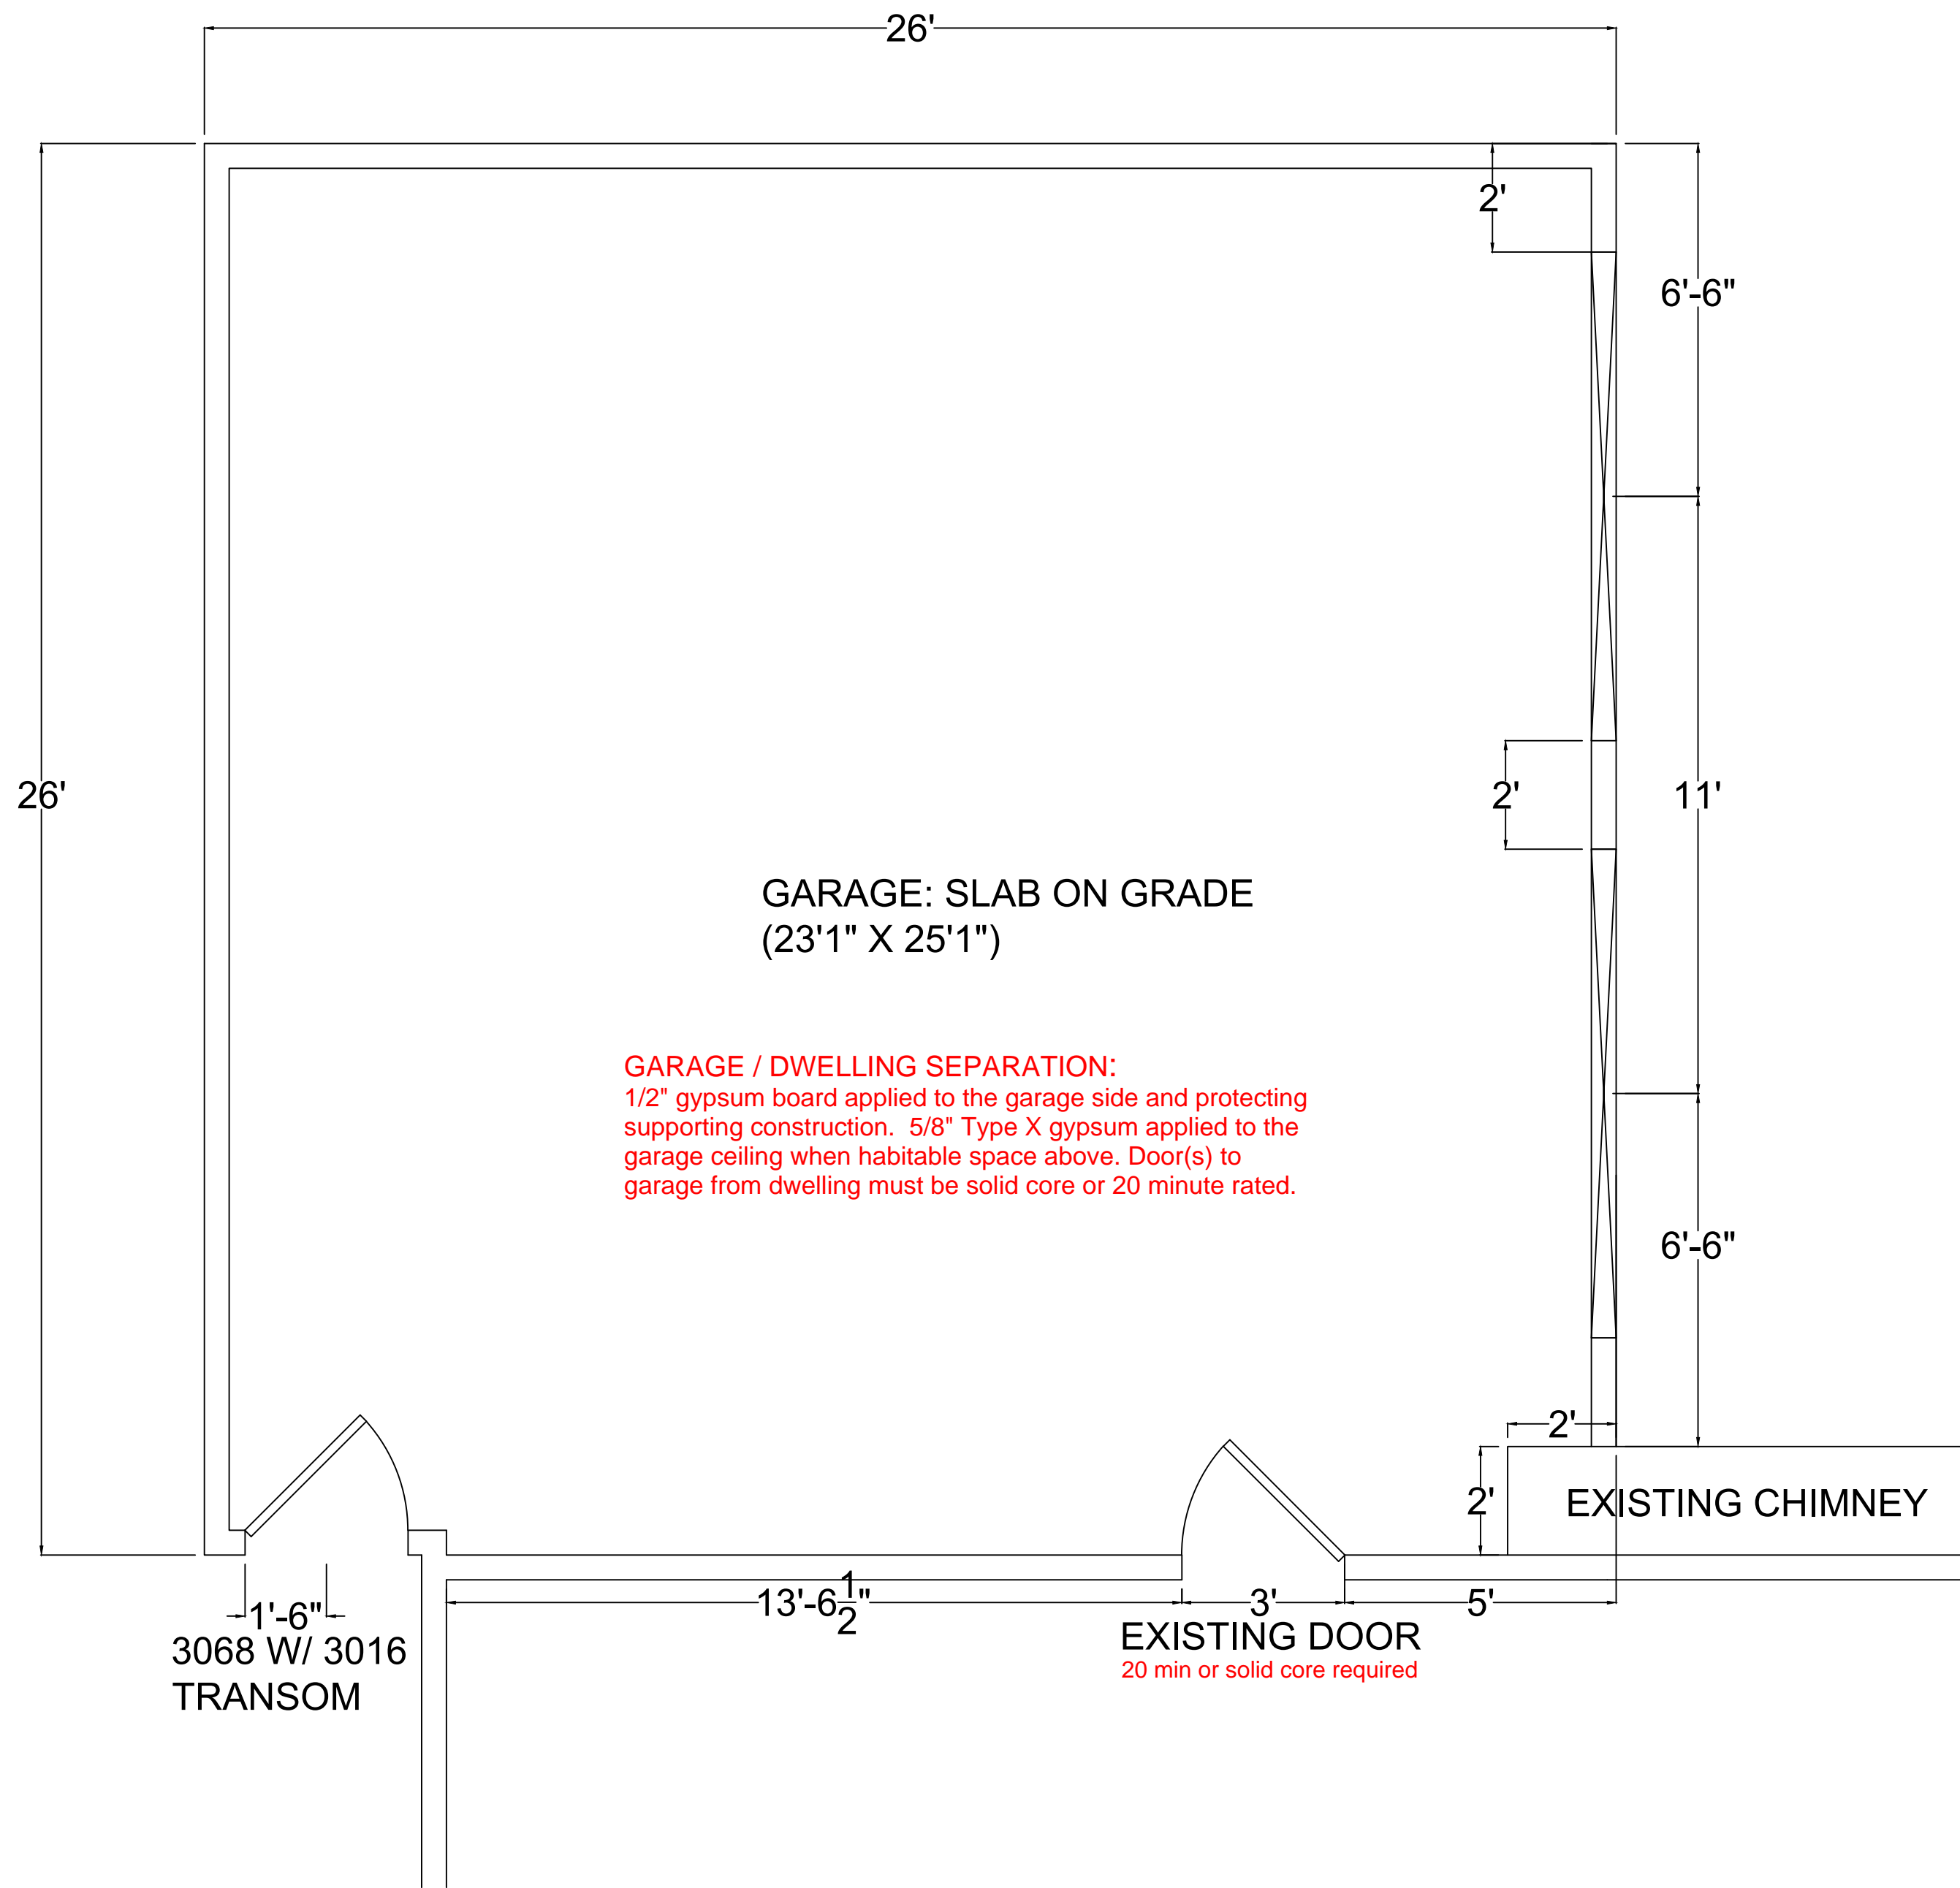 26'
2'
6'-6"
26'
2'
11'
GARAGE: SLAB ON GRADE
(23'1" X 25'1")
GARAGE / DWELLING SEPARATION:
1/2" gypsum board applied to the garage side and protecting
supporting construction.  5/8" Type X gypsum applied to the
garage ceiling when habitable space above. Door(s) to
garage from dwelling must be solid core or 20 minute rated.
6'-6"
2'
2'
EXISTING CHIMNEY
1'-6"
13'-6 1/2"
3'
5'
3068 W/ 3016
TRANSOM
EXISTING DOOR
20 min or solid core required